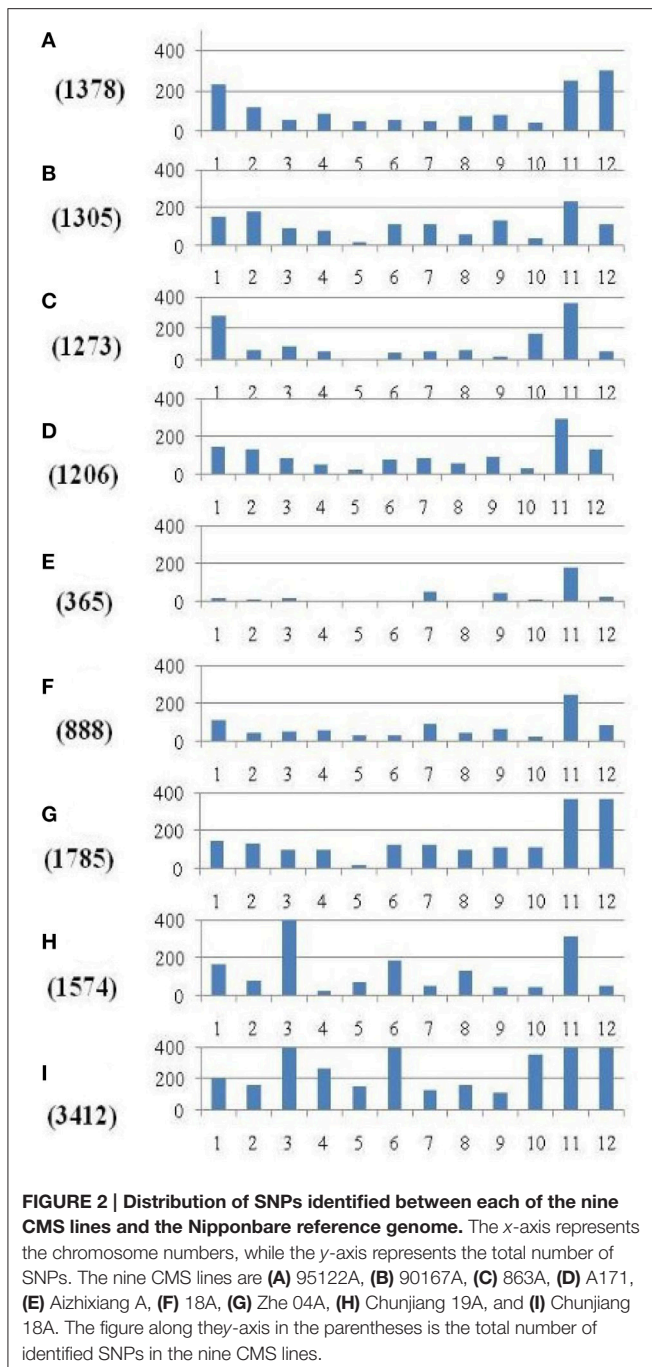 A
(1378)
400
200
0
1 2 3 4 5 6 7 8 9 10 11 12
B
(1305)
400
200
0
1 2 3 4 5 6 7 8 9 10 11 12
C
(1273)
400
200
0
1 2 3 4 5 6 7 8 9 10 11 12
D
(1206)
400
200
0
1 2 3 4 5 6 7 8 9 10 11 12
E
(365)
400
200
0
1 2 3 4 5 6 7 8 9 10 11 12
F
(888)
400
200
0
1 2 3 4 5 6 7 8 9 10 11 12
G
(1785)
400
200
0
1 2 3 4 5 6 7 8 9 10 11 12
H
(1574)
400
200
0
1 2 3 4 5 6 7 8 9 10 11 12
I
(3412)
400
200
0
1 2 3 4 5 6 7 8 9 10 11 12
FIGURE 2 | Distribution of SNPs identified between each of the nine
CMS lines and the Nipponbare reference genome. The x-axis represents
the chromosome numbers, while the y-axis represents the total number of
SNPs. The nine CMS lines are (A) 95122A, (B) 90167A, (C) 863A, (D) A171,
(E) Aizhixiang A, (F) 18A, (G) Zhe 04A, (H) Chunjiang 19A, and (I) Chunjiang
18A. The figure along they-axis in the parentheses is the total number of
identified SNPs in the nine CMS lines.